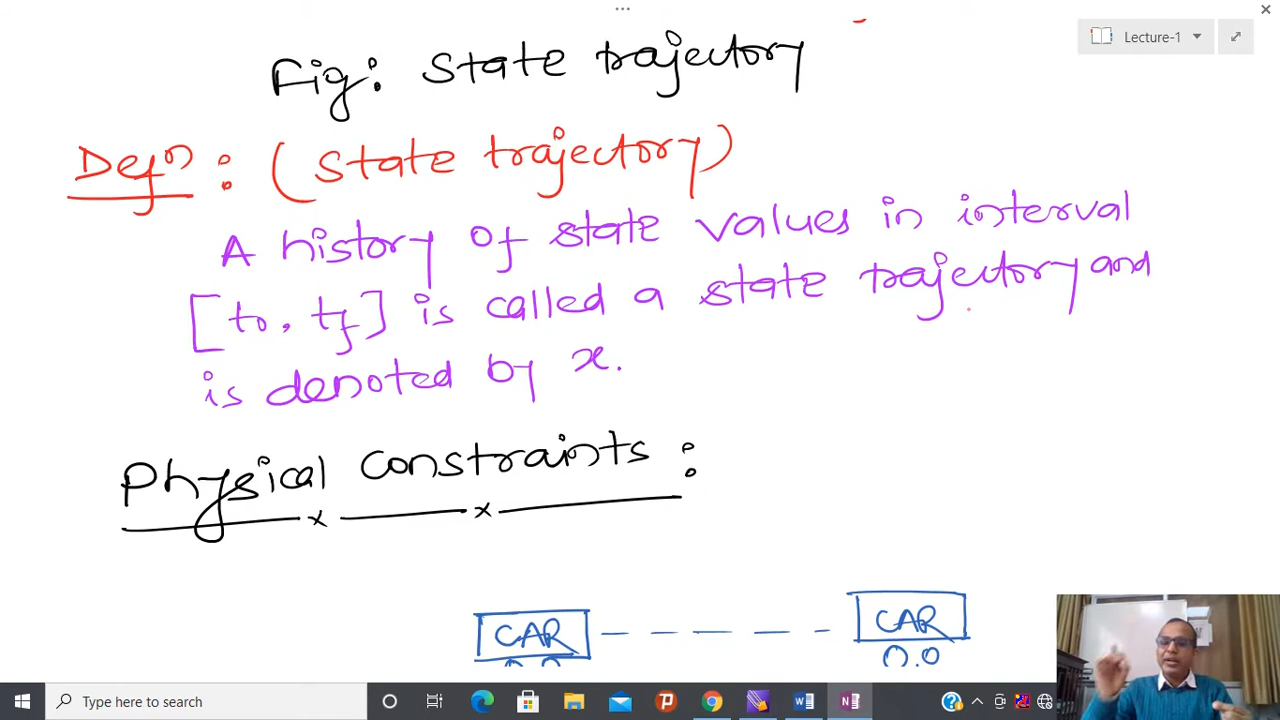 Lecture-1
Fig: State trajectory
Defn : (State trajectory)
A history of state values in interval
[t0, tf] is called a state trajectory and
is denoted by x.
Physical constraints :
CAR
CAR
Type here to search